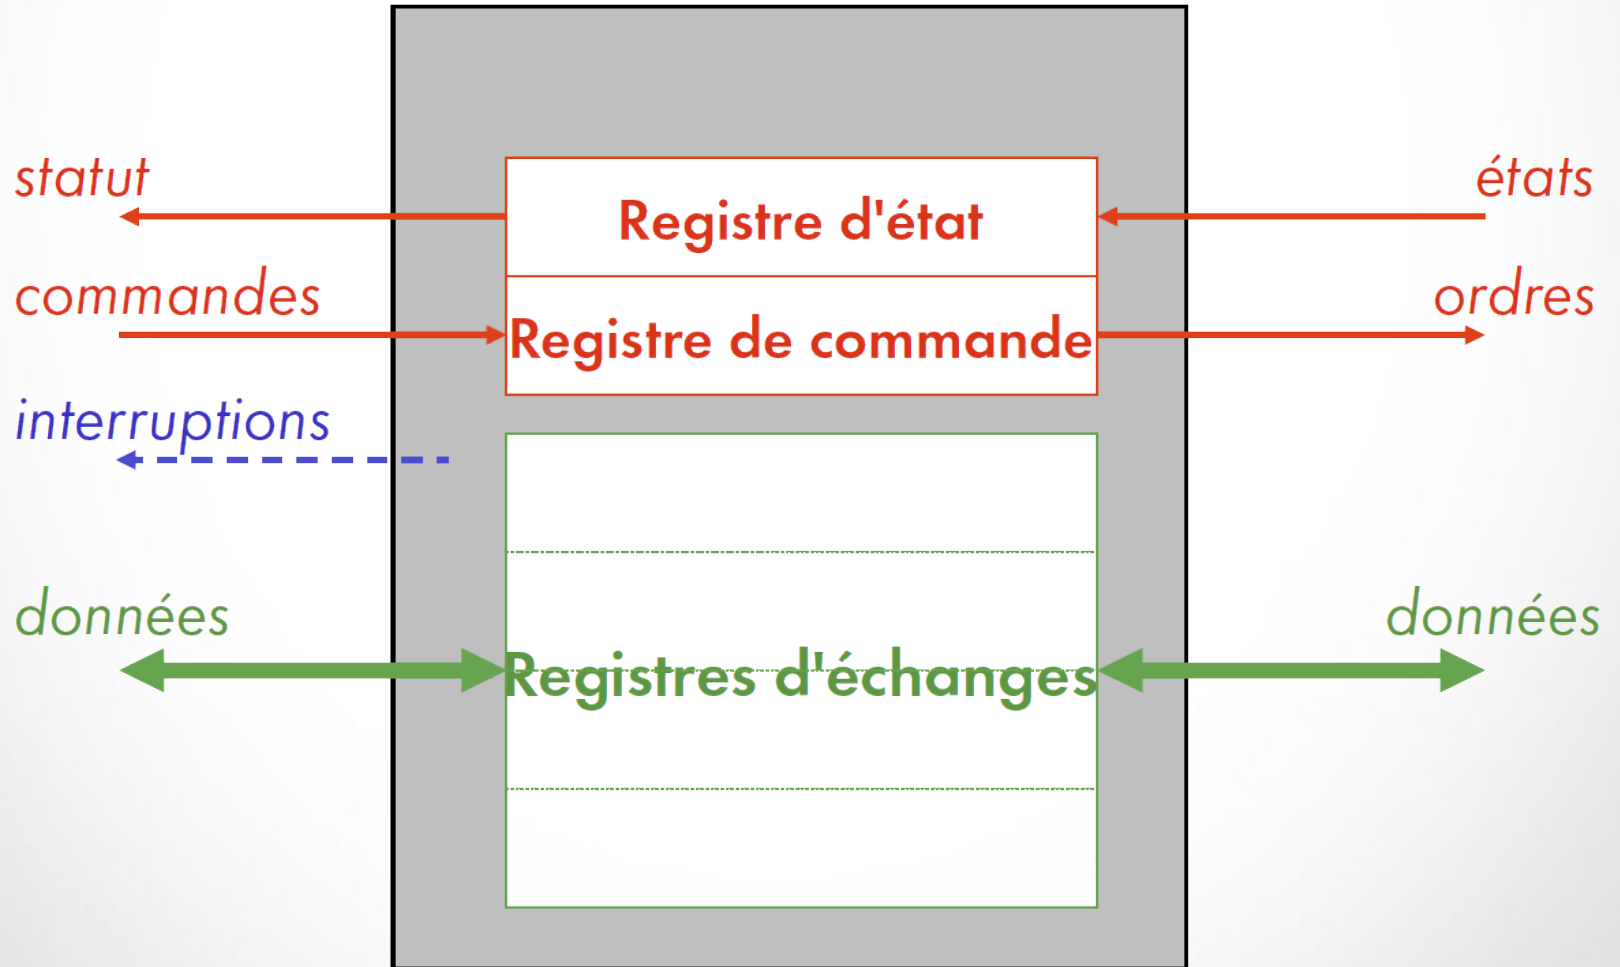 statut
états
Registre d'état
commandes
ordres
Registre de commande
interruptions
données
données
Registres d'échanges